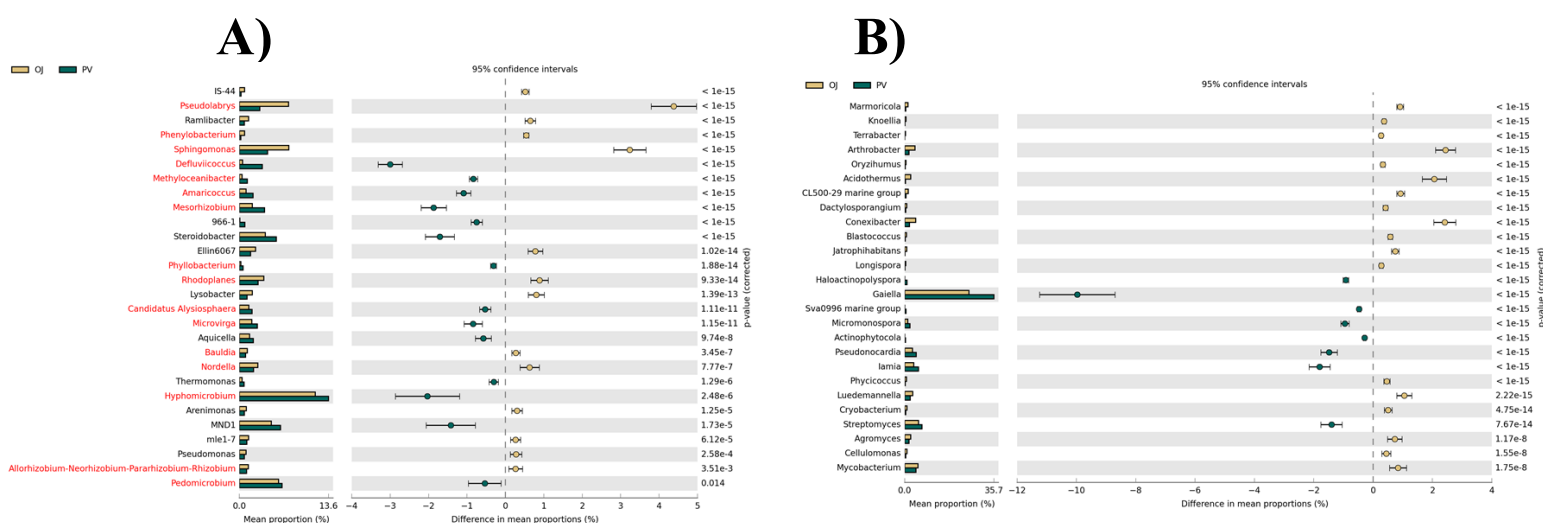 A)
OJ PV
95% confidence intervals
IS-44 < 1e-15
Pseudolabrys < 1e-15
Ramlibacter < 1e-15
Phenylobacterium < 1e-15
Sphingomonas < 1e-15
Defluviicoccus < 1e-15
Methyloceanibacter < 1e-15
Amaricoccus < 1e-15
Mesorhizobium < 1e-15
966-1 < 1e-15
Steroidobacter < 1e-15
Ellin6067 1.02e-14
Phyllobacterium 1.88e-14
Rhodoplanes 9.33e-14
Lysobacter 1.39e-13
Candidatus Alysiosphaera 1.11e-11
Microvirga 1.15e-11
Aquicella 9.74e-8
Bauldia 3.45e-7
Nordella 7.77e-7
Thermomonas 1.29e-6
Hyphomicrobium 2.48e-6
Arenimonas 1.25e-5
MND1 1.73e-5
mle1-7 6.12e-5
Pseudomonas 2.58e-4
Allorhizobium-Neorhizobium-Pararhizobium-Rhizobium 3.51e-3
Pedomicrobium 0.014
p-value (corrected)
0.0 13.6 −4 −3 −2 −1 0 1 2 3 4 5
Mean proportion (%) Difference in mean proportions (%)
B)
OJ PV
95% confidence intervals
Marmoricola < 1e-15
Knoellia < 1e-15
Terrabacter < 1e-15
Arthrobacter < 1e-15
Oryzihumus < 1e-15
Acidothermus < 1e-15
CL500-29 marine group < 1e-15
Dactylosporangium < 1e-15
Conexibacter < 1e-15
Blastococcus < 1e-15
Jatrophihabitans < 1e-15
Longispora < 1e-15
Haloactinopolyspora < 1e-15
Gaiella < 1e-15
Sva0996 marine group < 1e-15
Micromonospora < 1e-15
Actinophytocola < 1e-15
Pseudonocardia < 1e-15
Iamia < 1e-15
Phycicoccus < 1e-15
Luedemannella 2.22e-15
Cryobacterium 4.75e-14
Streptomyces 7.67e-14
Agromyces 1.17e-8
Cellulomonas 1.55e-8
Mycobacterium 1.75e-8
p-value (corrected)
0.0 35.7 −12 −10 −8 −6 −4 −2 0 2 4
Mean proportion (%) Difference in mean proportions (%)